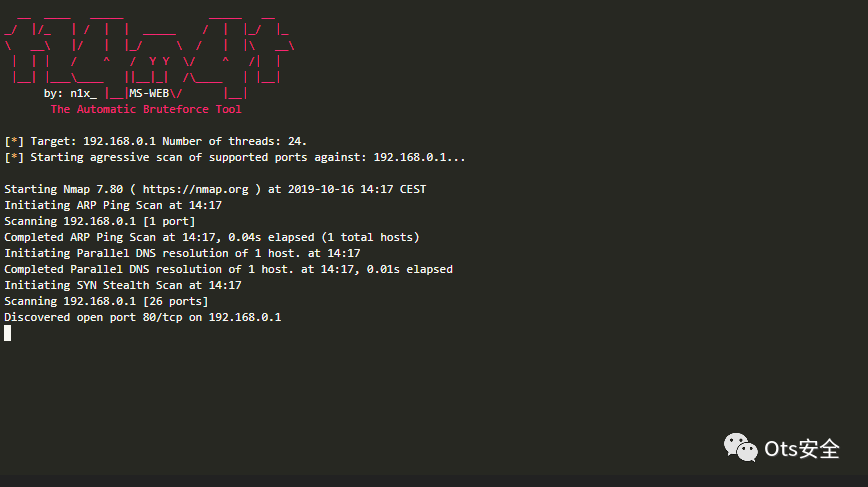 by: n1x_ |__|MS-WEB\/ |__|
The Automatic Bruteforce Tool
[*] Target: 192.168.0.1 Number of threads: 24.
[*] Starting agressive scan of supported ports against: 192.168.0.1...
Starting Nmap 7.80 ( https://nmap.org ) at 2019-10-16 14:17 CEST
Initiating ARP Ping Scan at 14:17
Scanning 192.168.0.1 [1 port]
Completed ARP Ping Scan at 14:17, 0.04s elapsed (1 total hosts)
Initiating Parallel DNS resolution of 1 host. at 14:17
Completed Parallel DNS resolution of 1 host. at 14:17, 0.01s elapsed
Initiating SYN Stealth Scan at 14:17
Scanning 192.168.0.1 [26 ports]
Discovered open port 80/tcp on 192.168.0.1
Ots安全